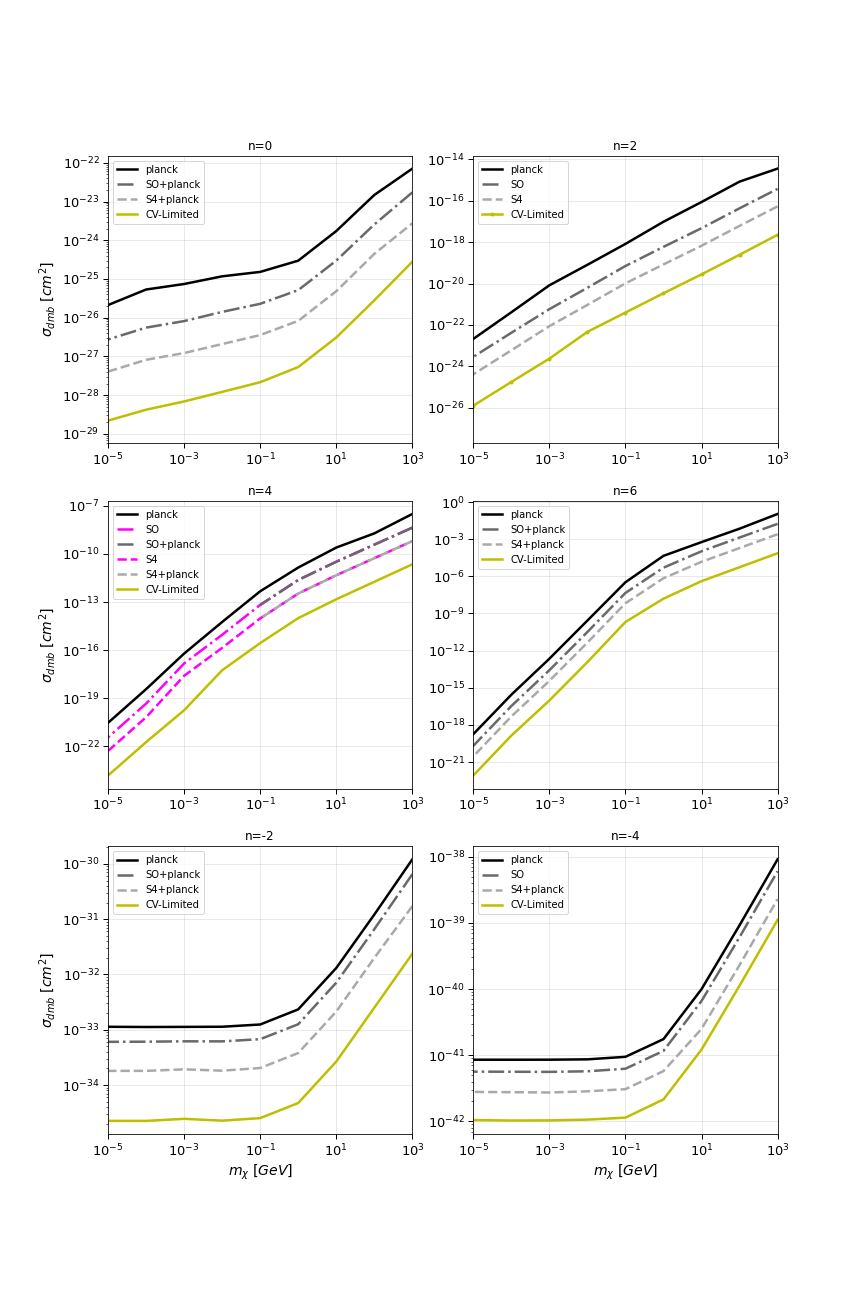 n=0
10⁻²²
10⁻²³
10⁻²⁴
10⁻²⁵
10⁻²⁶
10⁻²⁷
10⁻²⁸
10⁻²⁹
σ_dmb [cm²]
planck
SO+planck
S4+planck
CV-Limited
10⁻⁵ 10⁻³ 10⁻¹ 10¹ 10³
n=2
10⁻¹⁴
10⁻¹⁶
10⁻¹⁸
10⁻²⁰
10⁻²²
10⁻²⁴
10⁻²⁶
planck
SO
S4
CV-Limited
10⁻⁵ 10⁻³ 10⁻¹ 10¹ 10³
n=4
10⁻⁷
10⁻¹⁰
10⁻¹³
10⁻¹⁶
10⁻¹⁹
10⁻²²
σ_dmb [cm²]
planck
SO
SO+planck
S4
S4+planck
CV-Limited
10⁻⁵ 10⁻³ 10⁻¹ 10¹ 10³
n=6
10⁰
10⁻³
10⁻⁶
10⁻⁹
10⁻¹²
10⁻¹⁵
10⁻¹⁸
10⁻²¹
planck
SO+planck
S4+planck
CV-Limited
10⁻⁵ 10⁻³ 10⁻¹ 10¹ 10³
n=-2
10⁻³⁰
10⁻³¹
10⁻³²
10⁻³³
10⁻³⁴
σ_dmb [cm²]
planck
SO+planck
S4+planck
CV-Limited
10⁻⁵ 10⁻³ 10⁻¹ 10¹ 10³
m_χ [GeV]
n=-4
10⁻³⁸
10⁻³⁹
10⁻⁴⁰
10⁻⁴¹
10⁻⁴²
planck
SO
S4+planck
CV-Limited
10⁻⁵ 10⁻³ 10⁻¹ 10¹ 10³
m_χ [GeV]